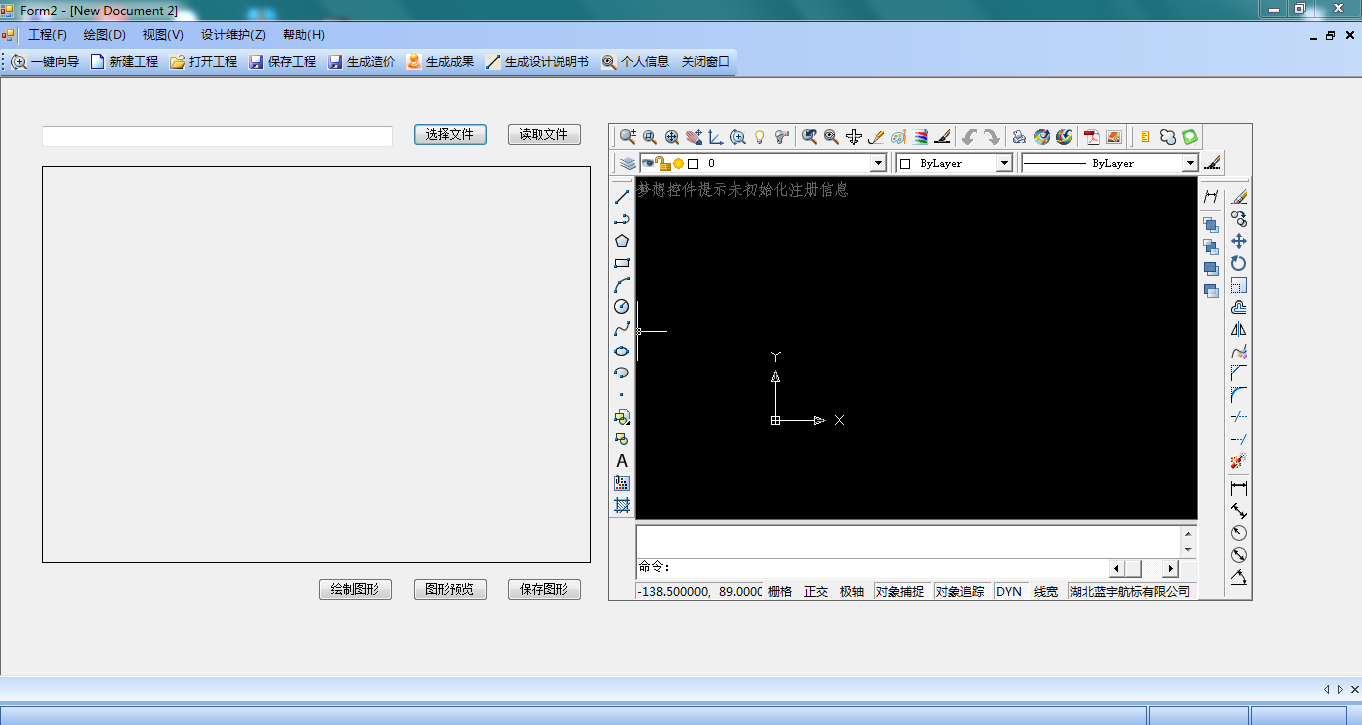 Form2 - [New Document 2]
工程(F) 绘图(D) 视图(V) 设计维护(Z) 帮助(H)
一键向导 新建工程 打开工程 保存工程 生成造价 生成成果 生成设计说明书 个人信息 关闭窗口
选择文件 读取文件
0 ByLayer ByLayer
梦想控件提示未初始化注册信息
Y
X
A
命令:
绘制图形 图形预览 保存图形
-138.500000, 89.0000 栅格 正交 极轴 对象捕捉 对象追踪 DYN 线宽 湖北蓝宇航标有限公司